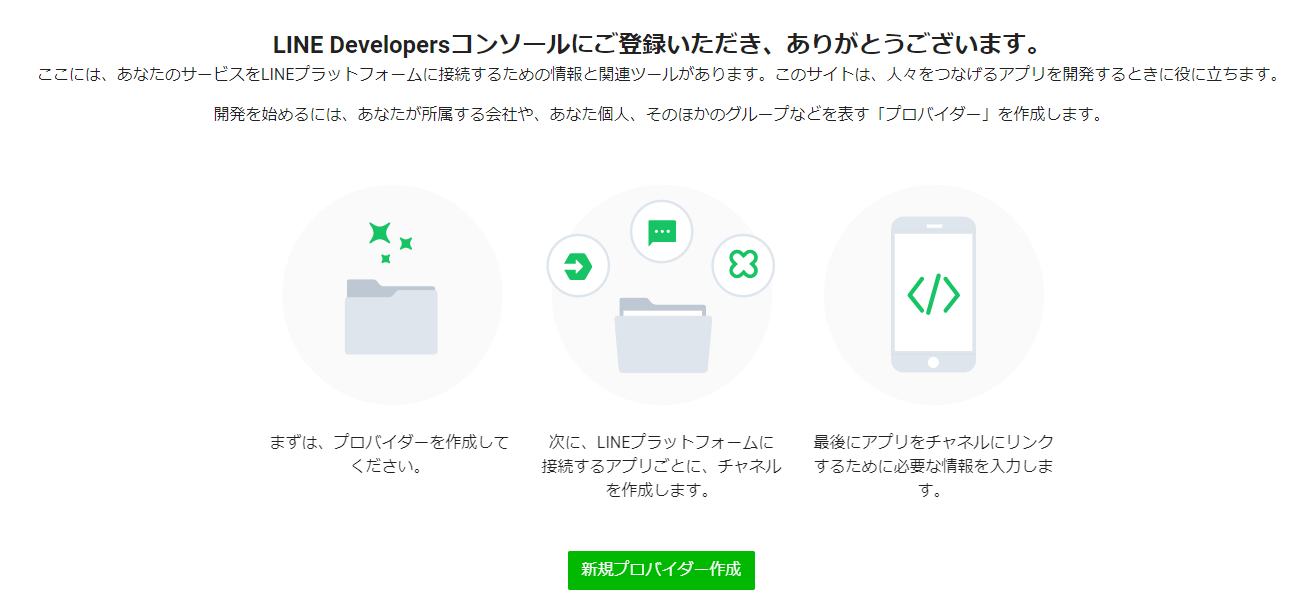 LINE Developersコンソールにご登録いただき、ありがとうございます。
ここには、あなたのサービスをLINEプラットフォームに接続するための情報と関連ツールがあります。このサイトは、人々をつなげるアプリを開発するときに役に立ちます。
開発を始めるには、あなたが所属する会社や、あなた個人、そのほかのグループなどを表す「プロバイダー」を作成します。
まずは、プロバイダーを作成して
ください。
次に、LINEプラットフォームに
接続するアプリごとに、チャネル
を作成します。
最後にアプリをチャネルにリンク
するために必要な情報を入力しま
す。
新規プロバイダー作成